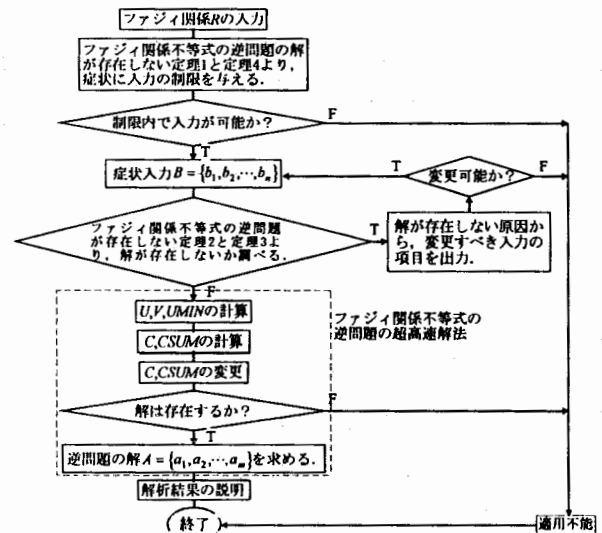 ファジィ関係Rの入力
ファジィ関係不等式の逆問題の解
が存在しない定理1と定理4より,
症状に入力の制限を与える.
制限内で入力が可能か?
F
T
症状入力B={b₁,b₂,…,bₙ}
T
変更可能か?
F
ファジィ関係不等式の逆問題
が存在しない定理2と定理3よ
り,解が存在しないか調べる.
T
解が存在しない原因か
ら,変更すべき入力の
項目を出力.
F
U,V,UMINの計算
ファジィ関係不等式の
逆問題の超高速解法
C,CSUMの計算
C,CSUMの変更
解は存在するか?
F
T
逆問題の解A={a₁,a₂,…,aₘ}を求める.
解析結果の説明
終了
適用不能